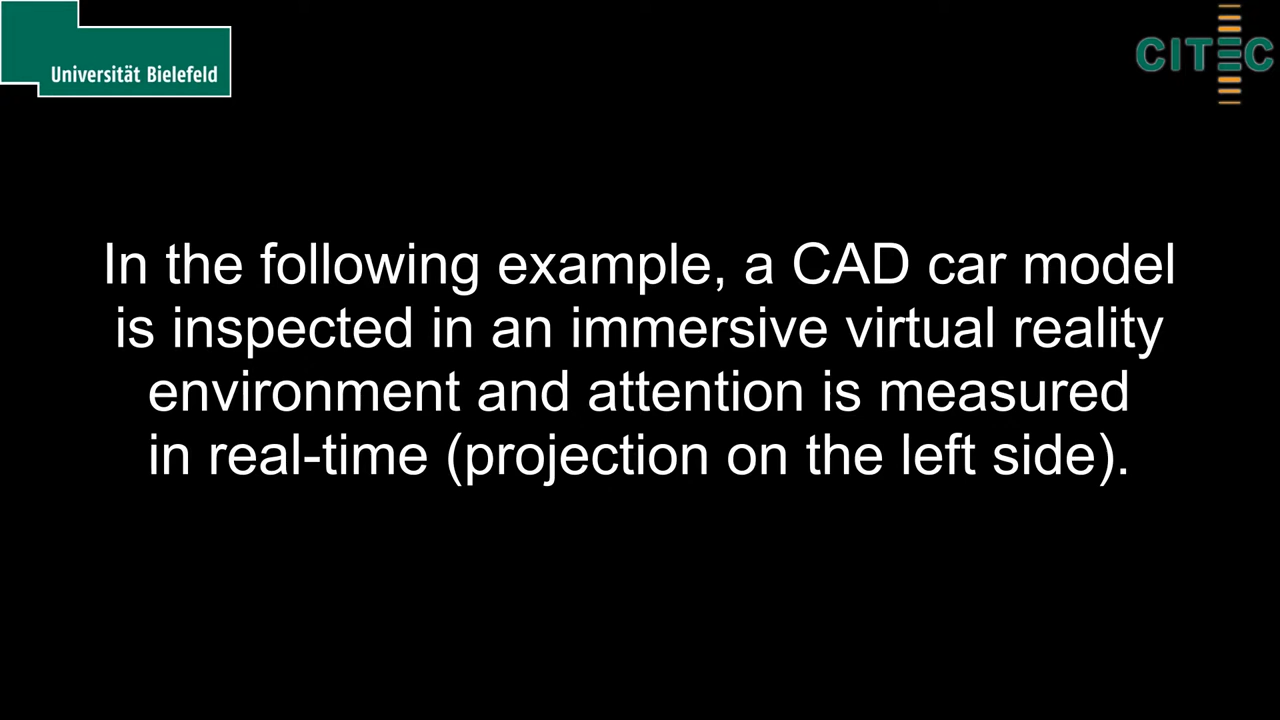 Universität Bielefeld
CITEC
In the following example, a CAD car model
is inspected in an immersive virtual reality
environment and attention is measured
in real-time (projection on the left side).